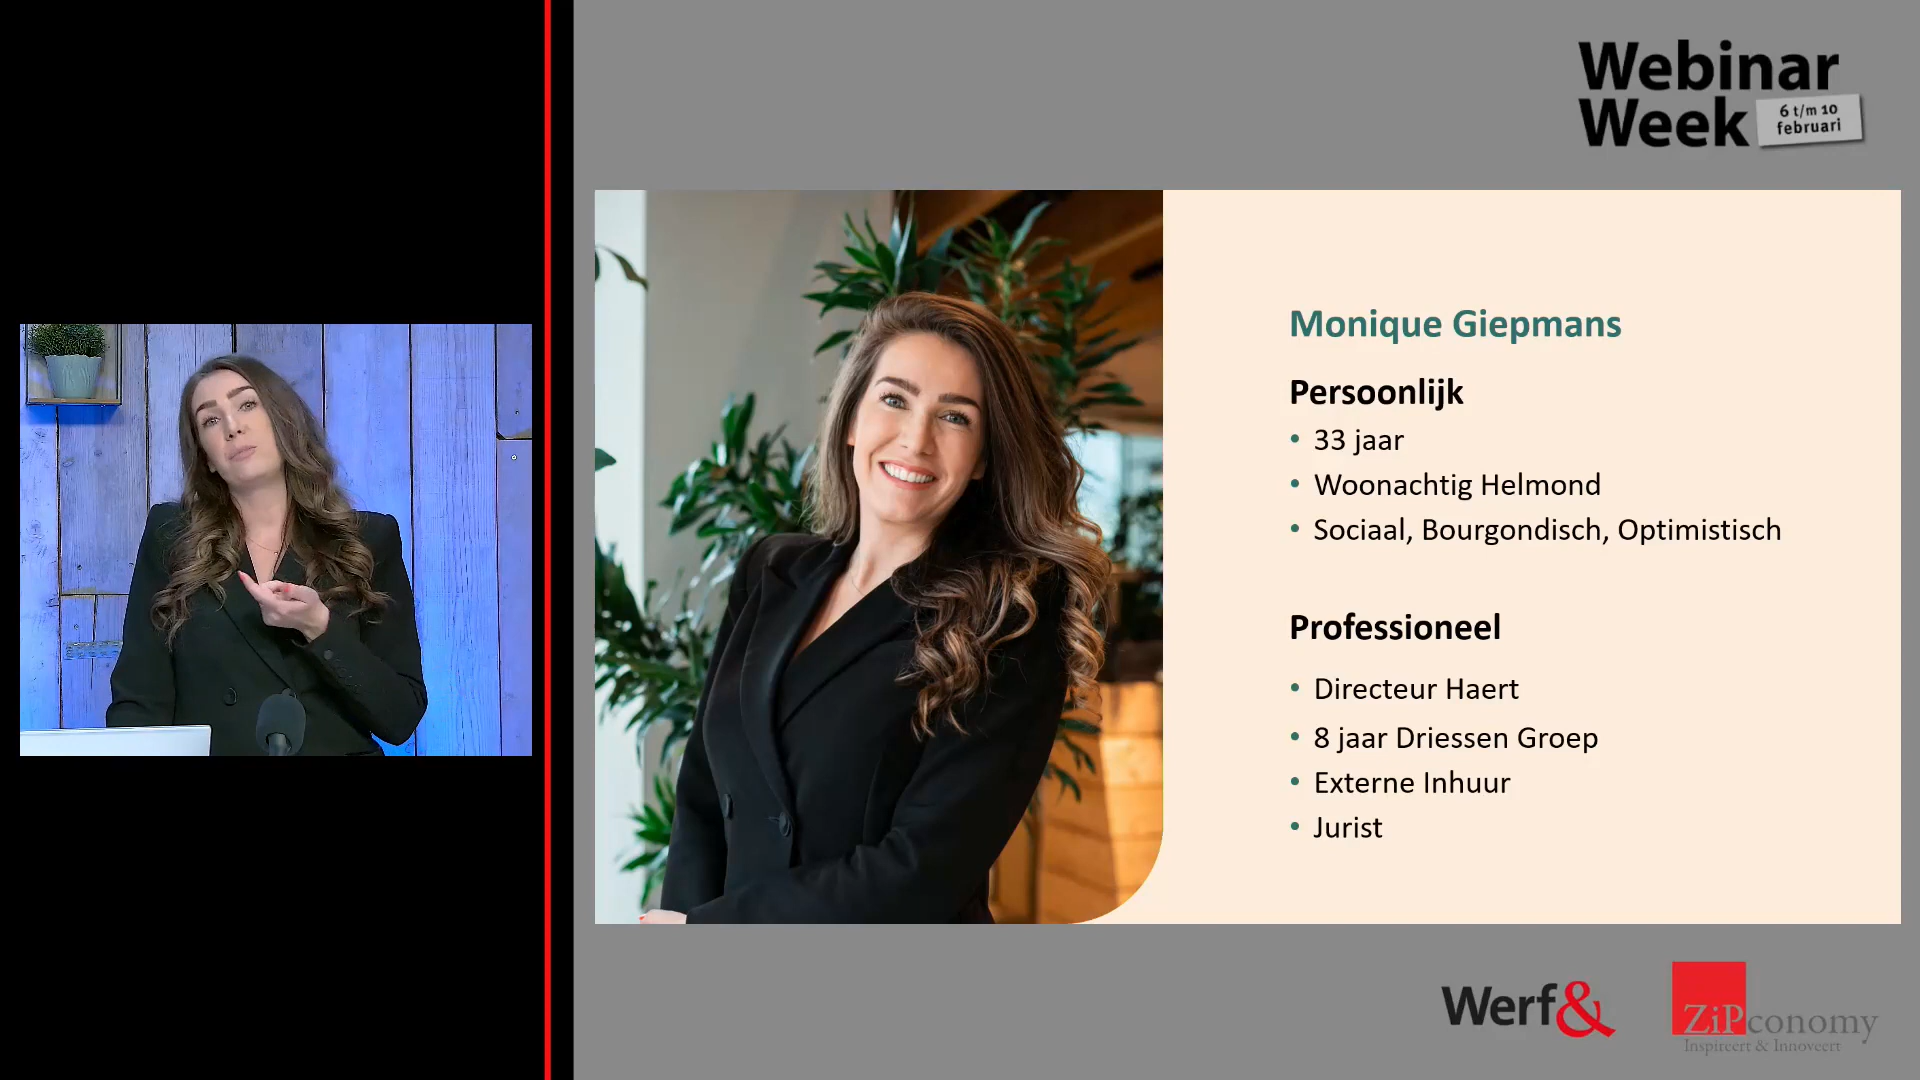 Webinar
Week
6 t/m 10
februari
Monique Giepmans
Persoonlijk
• 33 jaar
• Woonachtig Helmond
• Sociaal, Bourgondisch, Optimistisch
Professioneel
• Directeur Haert
• 8 jaar Driessen Groep
• Externe Inhuur
• Jurist
Werf&
ZiPconomy
Inspireert & Innoveert